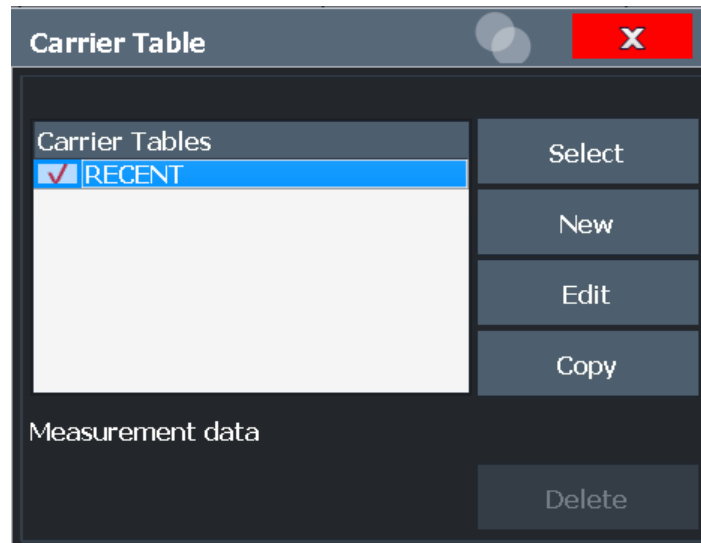 Carrier Table
X
Carrier Tables
RECENT
Select
New
Edit
Copy
Measurement data
Delete